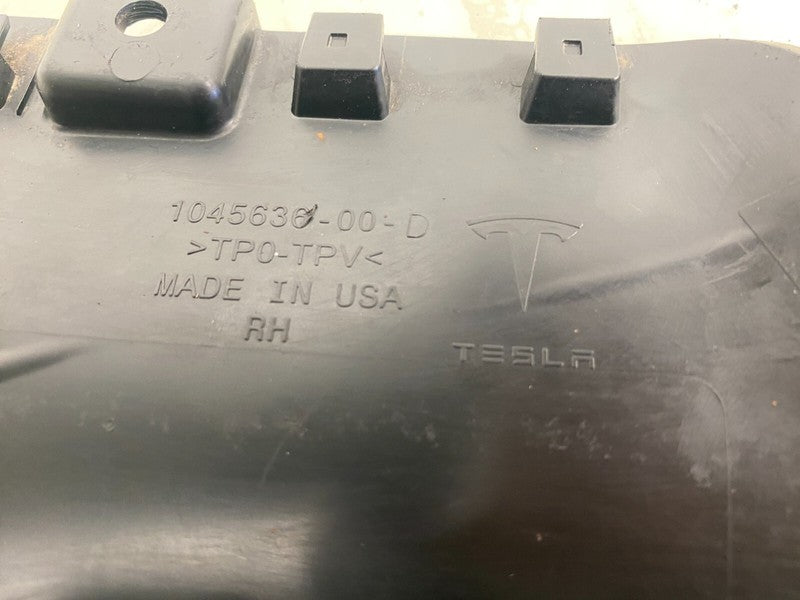 1045636-00-D
>TPO-TPV<
MADE IN USA
RH
TESLA